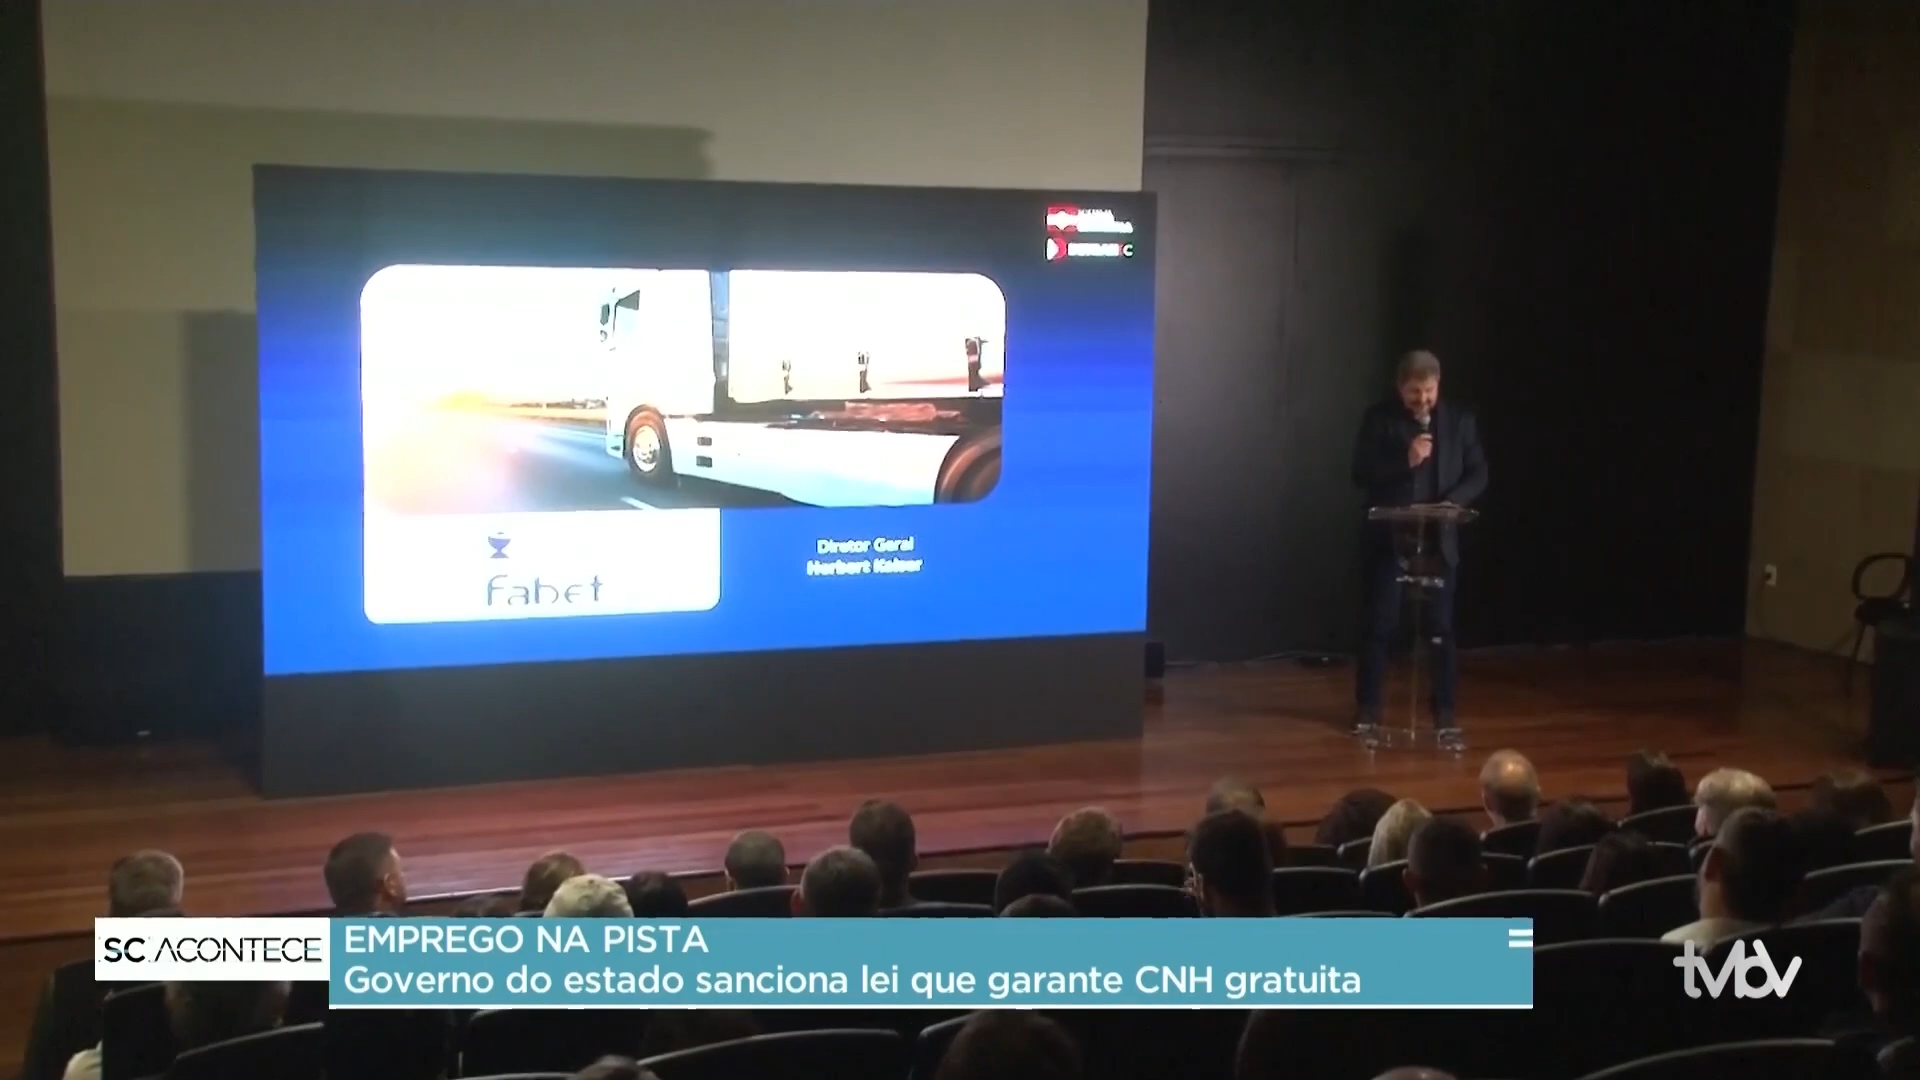 Diretor Geral
fabet
SC ACONTECE
EMPREGO NA PISTA
Governo do estado sanciona lei que garante CNH gratuita
tvbv